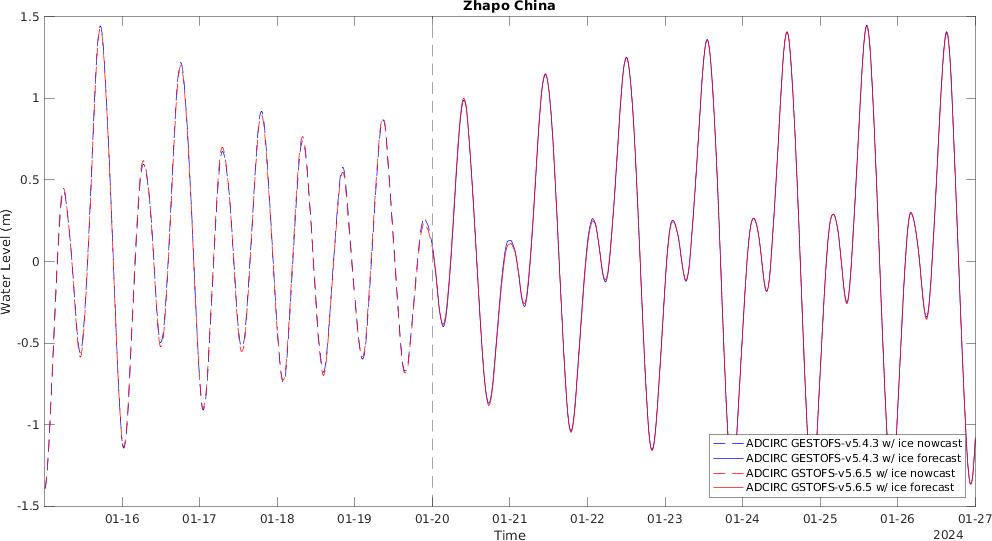 Zhapo China
1.5
1
0.5
0
-0.5
-1
-1.5
Water Level (m)
ADCIRC GESTOFS-v5.4.3 w/ ice nowcast
ADCIRC GESTOFS-v5.4.3 w/ ice forecast
ADCIRC GSTOFS-v5.6.5 w/ ice nowcast
ADCIRC GSTOFS-v5.6.5 w/ ice forecast
01-16 01-17 01-18 01-19 01-20 01-21 01-22 01-23 01-24 01-25 01-26 01-27
Time
2024